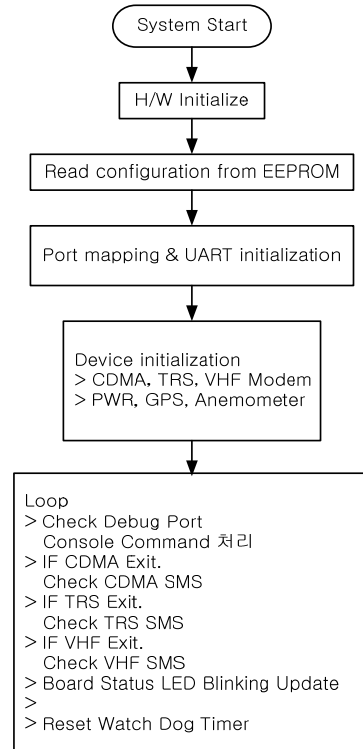 System Start
H/W Initialize
Read configuration from EEPROM
Port mapping & UART initialization
Device initialization
> CDMA, TRS, VHF Modem
> PWR, GPS, Anemometer
Loop
> Check Debug Port
Console Command 처리
> IF CDMA Exit.
Check CDMA SMS
> IF TRS Exit.
Check TRS SMS
> IF VHF Exit.
Check VHF SMS
> Board Status LED Blinking Update
>
> Reset Watch Dog Timer